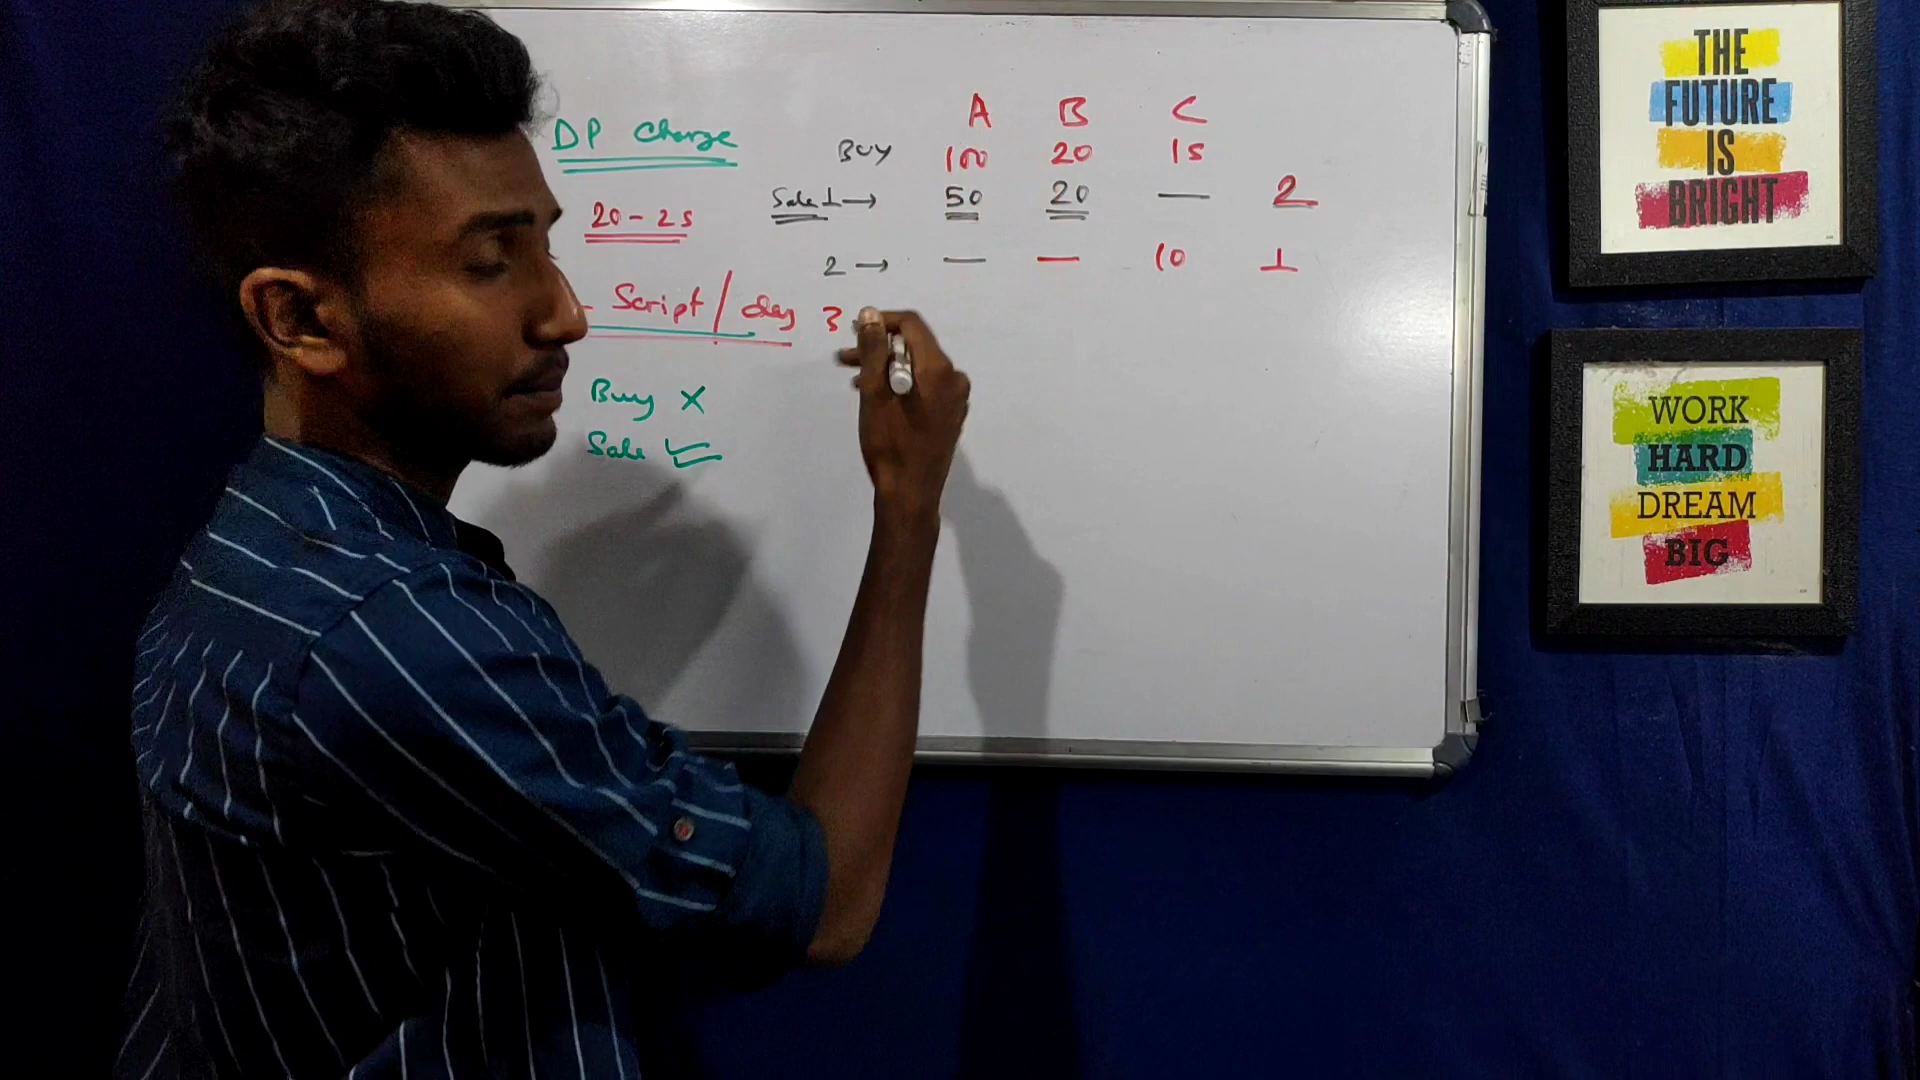 DP Charge
20-25
Script/day
Buy X
Sale ✓
A B C
BUY 100 20 15
Sale 1→ 50 20 — 2
2→ — — 10 1
3
THE
FUTURE
IS
BRIGHT
WORK
HARD
DREAM
BIG